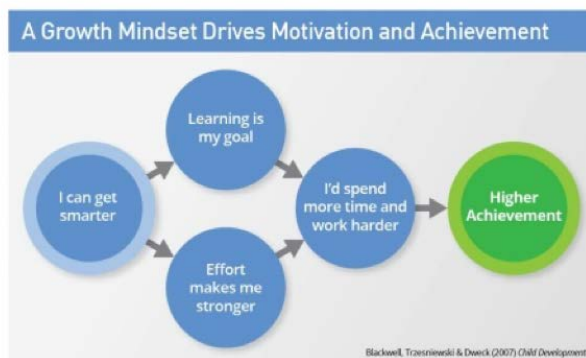 A Growth Mindset Drives Motivation and Achievement
Learning is
my goal
I can get
smarter
I'd spend
more time and
work harder
Higher
Achievement
Effort
makes me
stronger
Blackwell, Trzesniewski & Dweck (2007) Child Development